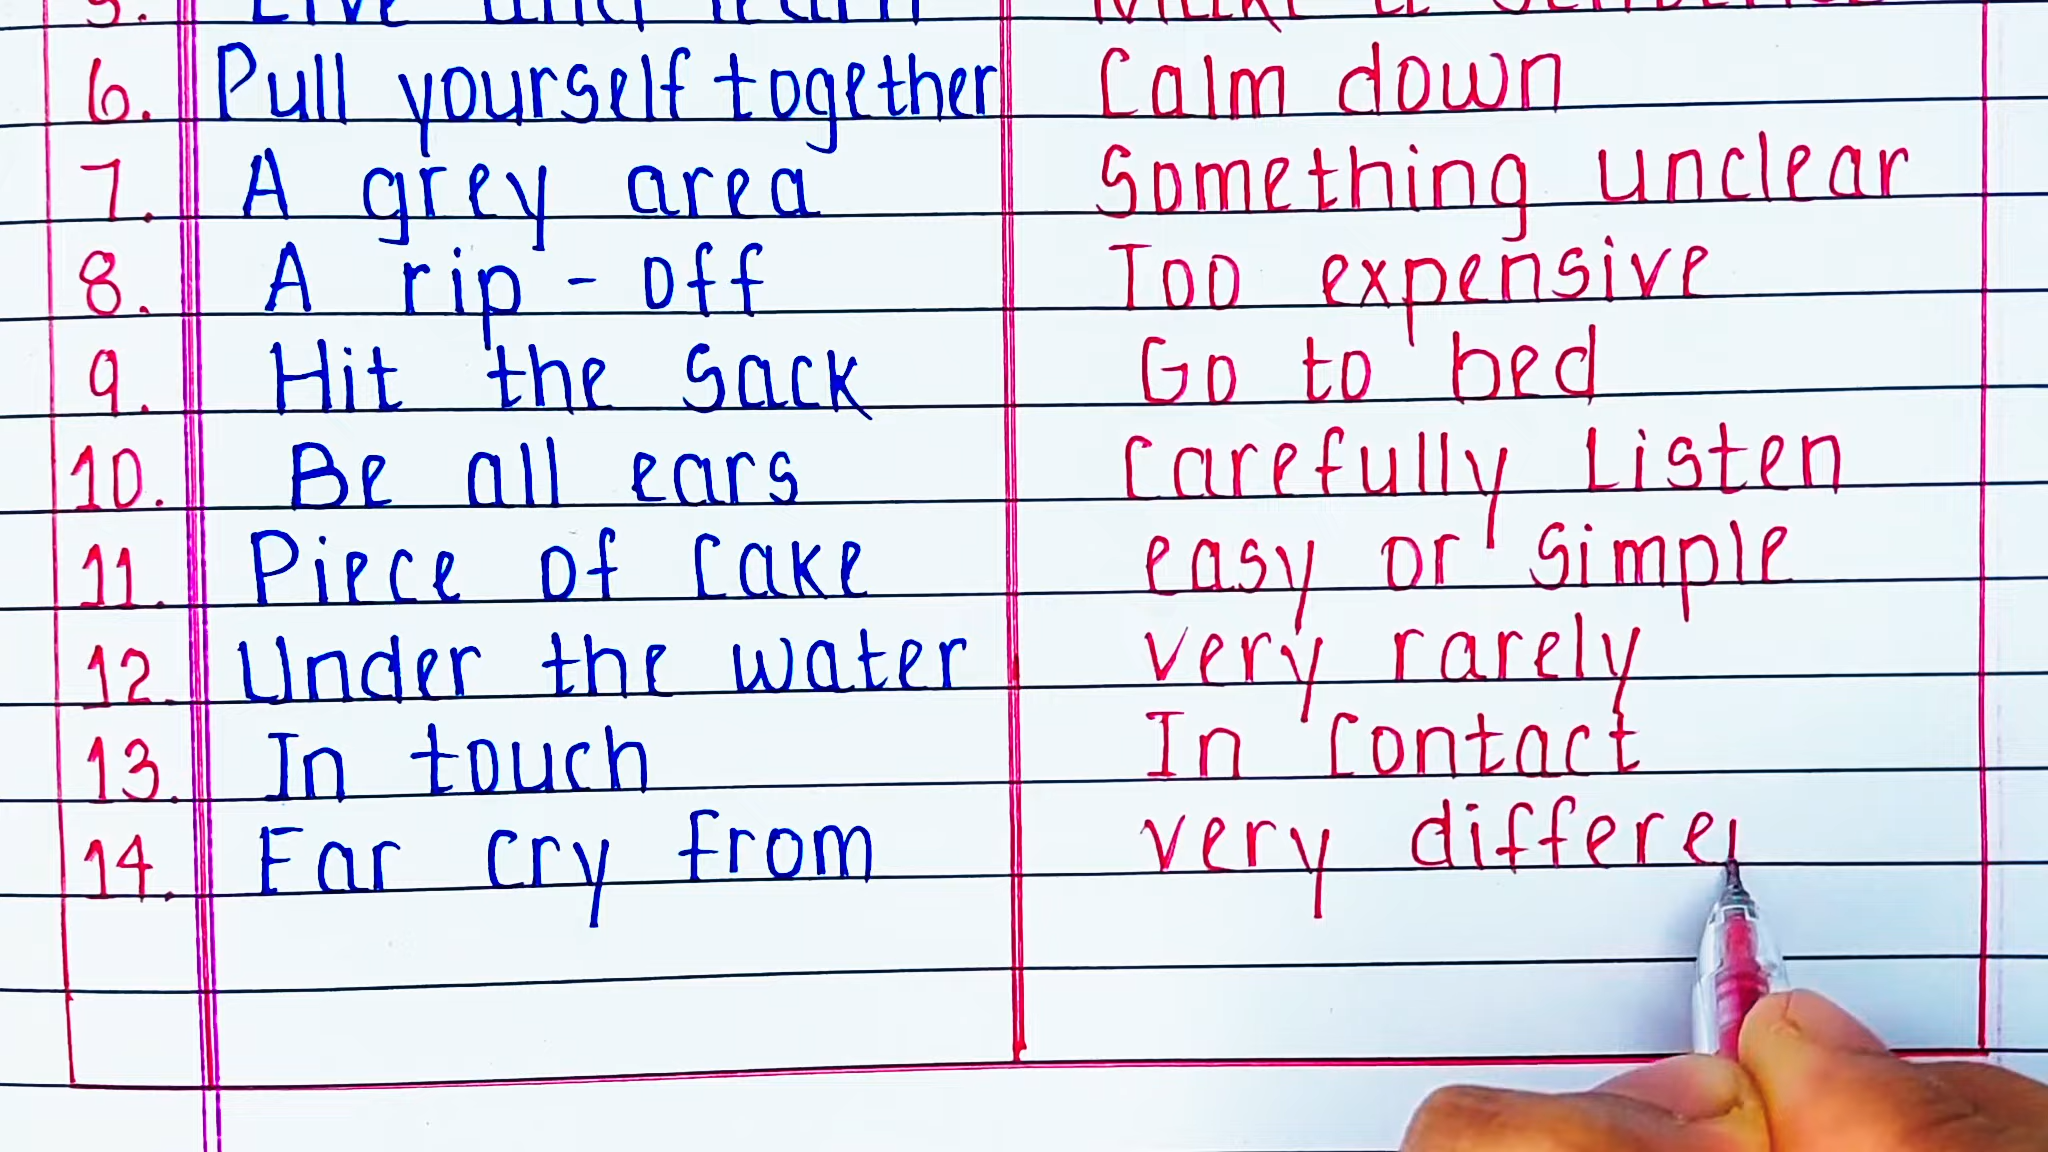 6. Pull yourself together Calm down
7. A grey area Something unclear
8. A rip - off Too expensive
9. Hit the sack Go to bed
10. Be all ears Carefully Listen
11. Piece of cake easy or simple
12. Under the water very rarely
13. In touch In contact
14. Far cry from very differe